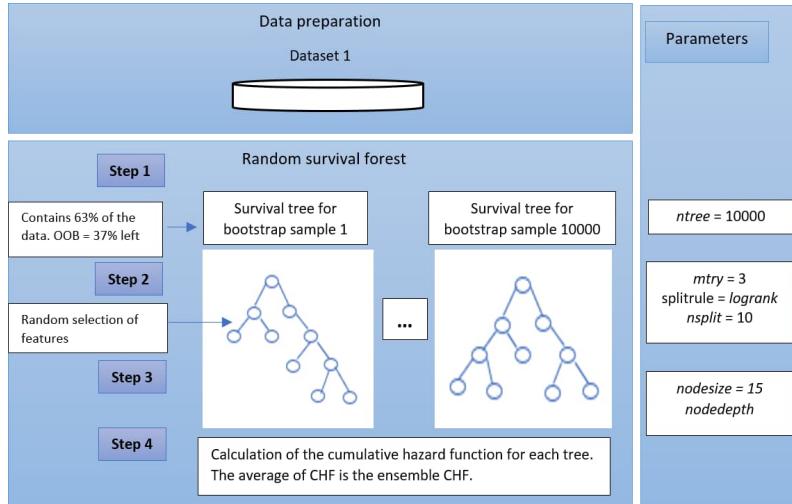 Data preparation
Dataset 1
Parameters
Random survival forest
Step 1
Contains 63% of the
data. OOB = 37% left
Survival tree for
bootstrap sample 1
Survival tree for
bootstrap sample 10000
ntree = 10000
Step 2
Random selection of
features
...
mtry = 3
splitrule = logrank
nsplit = 10
Step 3
nodesize = 15
nodedepth
Step 4
Calculation of the cumulative hazard function for each tree.
The average of CHF is the ensemble CHF.